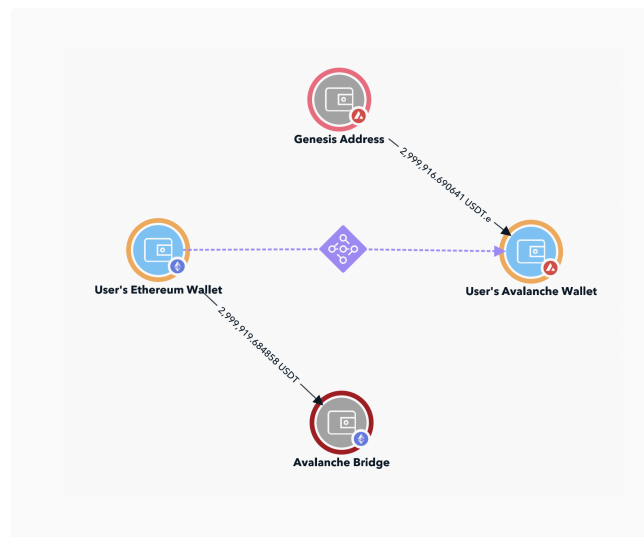 Genesis Address
2,999,916.690641 USDT.e
User's Ethereum Wallet
User's Avalanche Wallet
2,999,919.684858 USDT
Avalanche Bridge